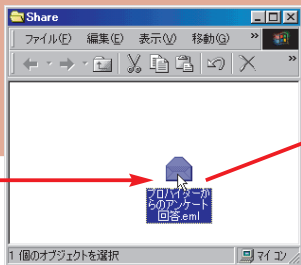 Share
ファイル(F) 編集(E) 表示(V) 移動(G) »
»
プロバイダーか
らのアンケート
回答.eml
1 個のオブジェクトを選択 マイ コン